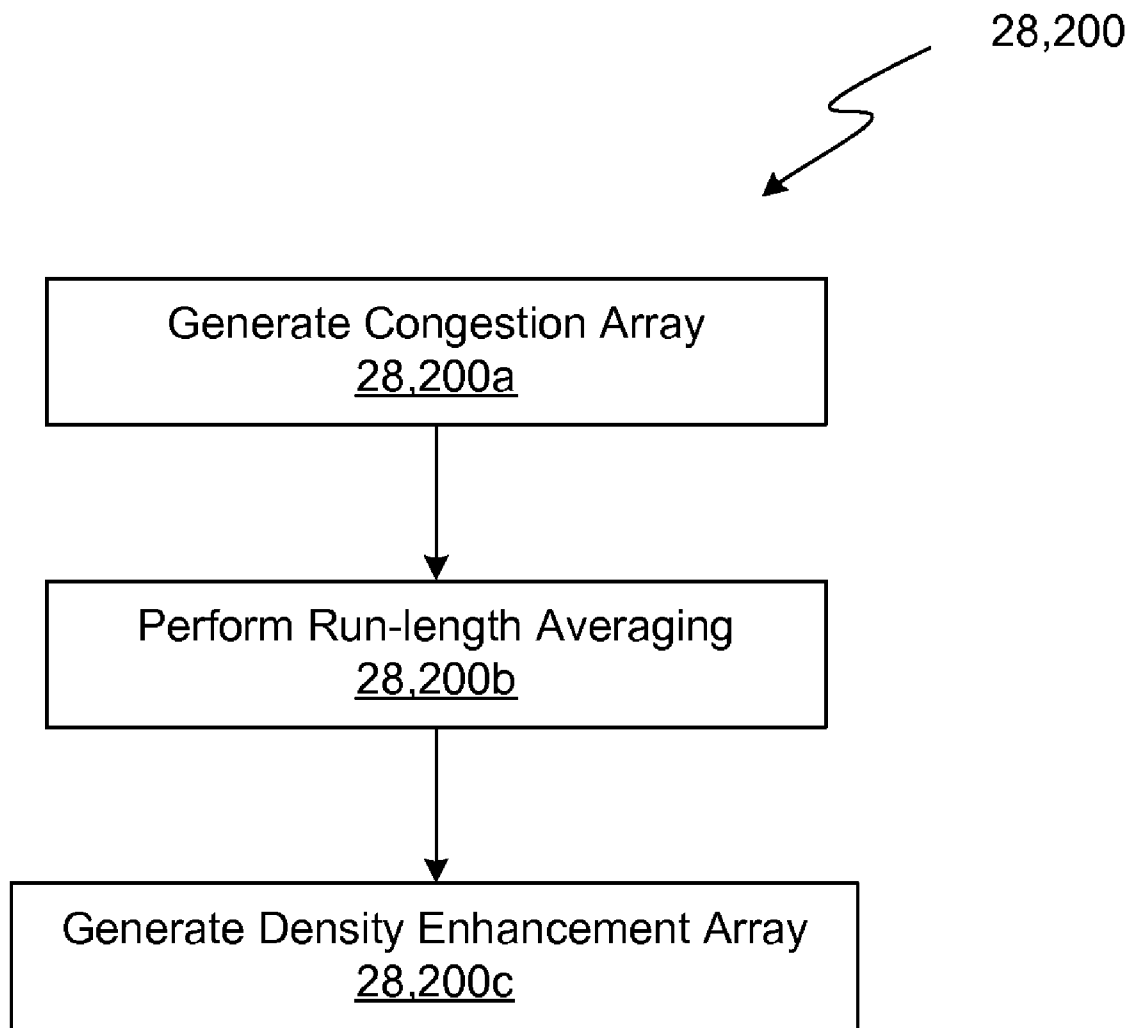 28,200
Generate Congestion Array
28,200a
Perform Run-length Averaging
28,200b
Generate Density Enhancement Array
28,200c